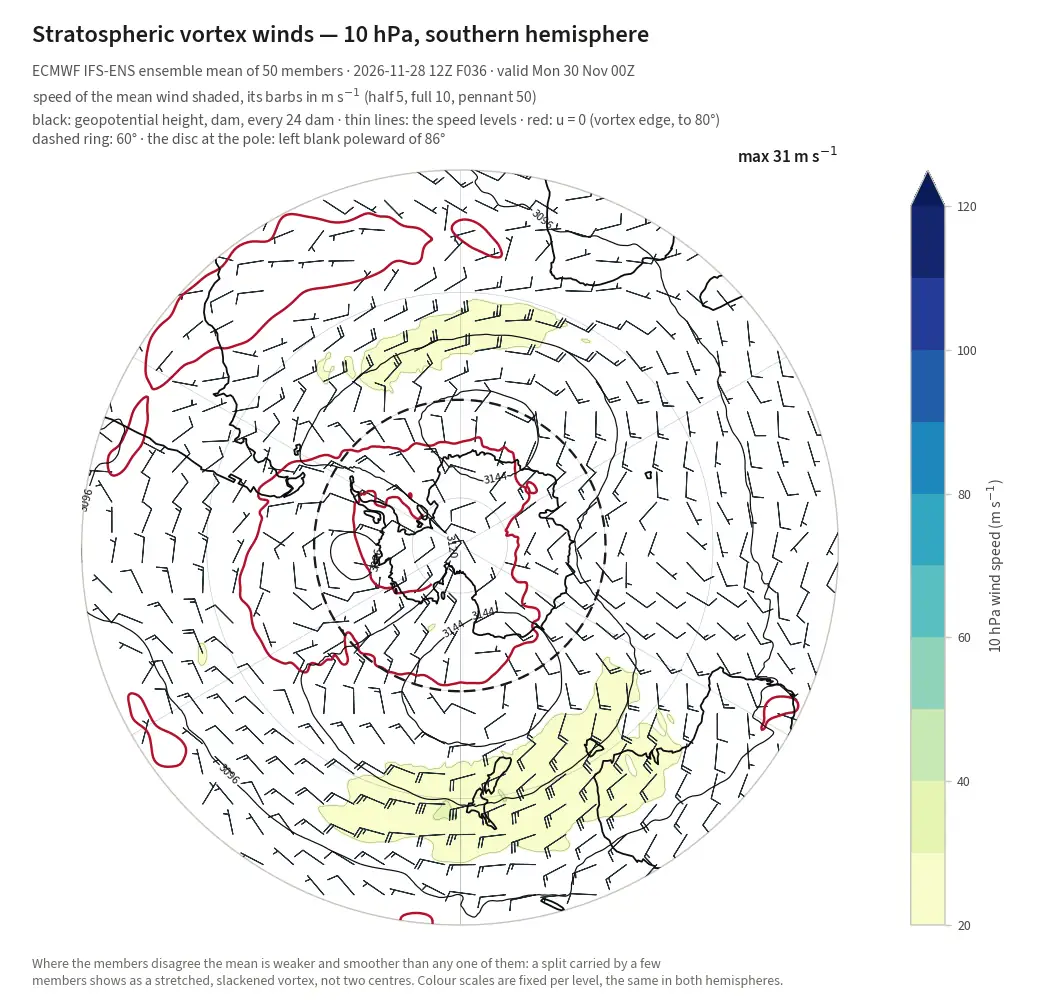 Stratospheric vortex winds — 10 hPa, southern hemisphere
ECMWF IFS-ENS ensemble mean of 50 members · 2026-11-28 12Z F036 · valid Mon 30 Nov 00Z
speed of the mean wind shaded, its barbs in m s⁻¹ (half 5, full 10, pennant 50)
black: geopotential height, dam, every 24 dam · thin lines: the speed levels · red: u = 0 (vortex edge, to 80°)
dashed ring: 60° · the disc at the pole: left blank poleward of 86°
max 31 m s⁻¹
3096
3144
3096
3120
3144
3144
3096
120
100
80
60
40
20
10 hPa wind speed (m s⁻¹)
Where the members disagree the mean is weaker and smoother than any one of them: a split carried by a few
members shows as a stretched, slackened vortex, not two centres. Colour scales are fixed per level, the same in both hemispheres.